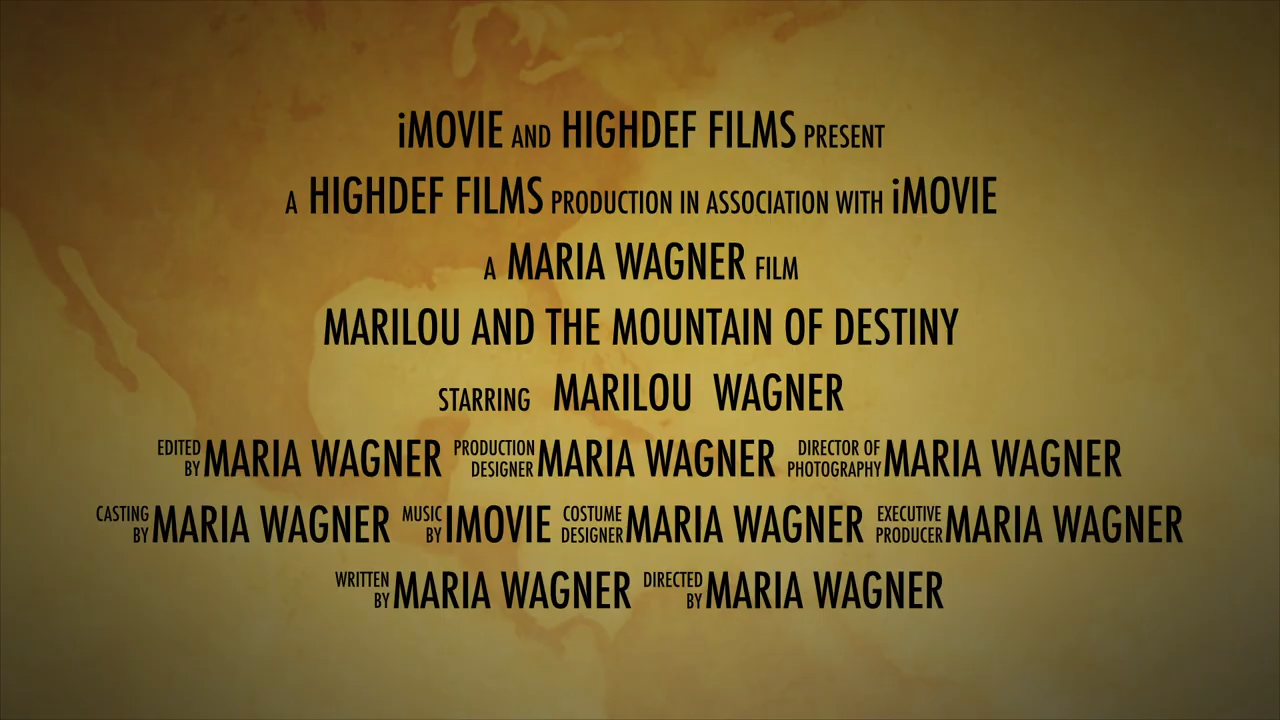 iMOVIE AND HIGHDEF FILMS PRESENT
A HIGHDEF FILMS PRODUCTION IN ASSOCIATION WITH iMOVIE
A MARIA WAGNER FILM
MARILOU AND THE MOUNTAIN OF DESTINY
STARRING MARILOU WAGNER
EDITED BY MARIA WAGNER PRODUCTION DESIGNER MARIA WAGNER DIRECTOR OF PHOTOGRAPHY MARIA WAGNER
CASTING BY MARIA WAGNER MUSIC BY IMOVIE COSTUME DESIGNER MARIA WAGNER EXECUTIVE PRODUCER MARIA WAGNER
WRITTEN BY MARIA WAGNER DIRECTED BY MARIA WAGNER